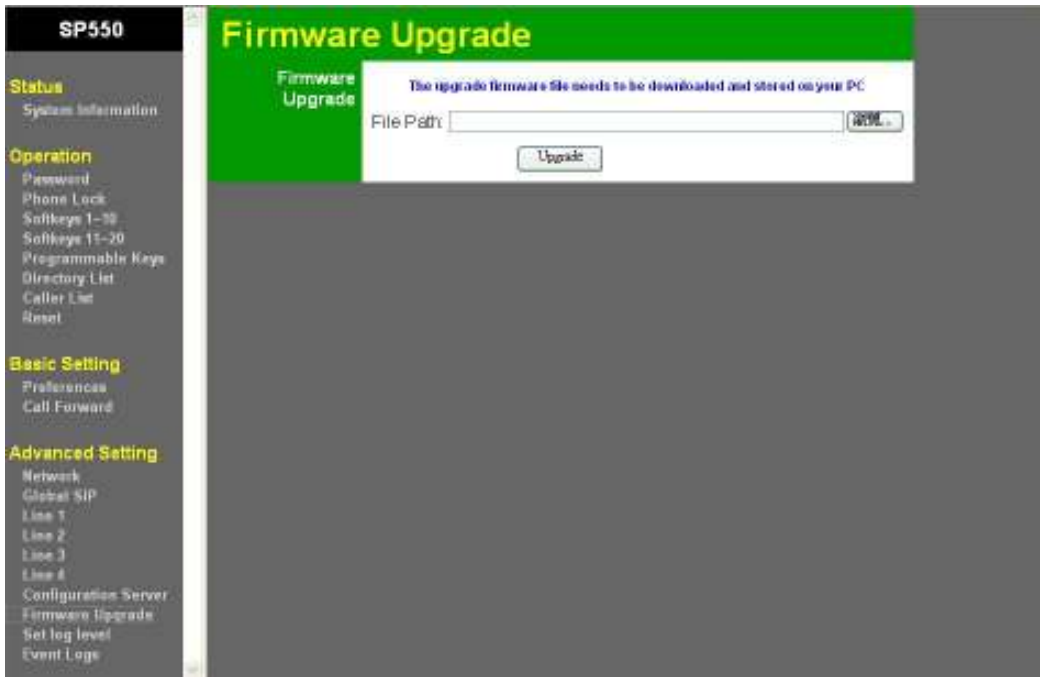 SP550
Status
System Information
Operation
Password
Phone Lock
Softkeys 1-10
Softkeys 11-20
Programmable Keys
Directory List
Caller List
Reset
Basic Setting
Preferences
Call Forward
Advanced Setting
Network
Global SIP
Line 1
Line 2
Line 3
Line 4
Configuration Server
Firmware Upgrade
Set log level
Event Logs
Firmware Upgrade
Firmware
Upgrade
The upgrade firmware file needs to be downloaded and stored on your PC
File Path:
Upgrade